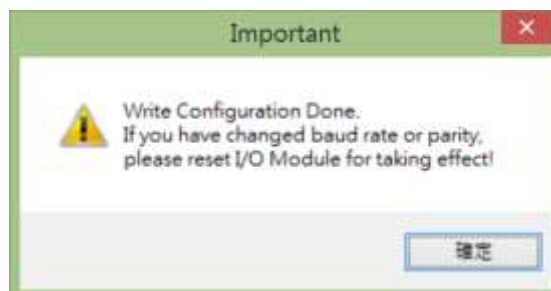 Important
Write Configuration Done.
If you have changed baud rate or parity,
please reset I/O Module for taking effect!
確定